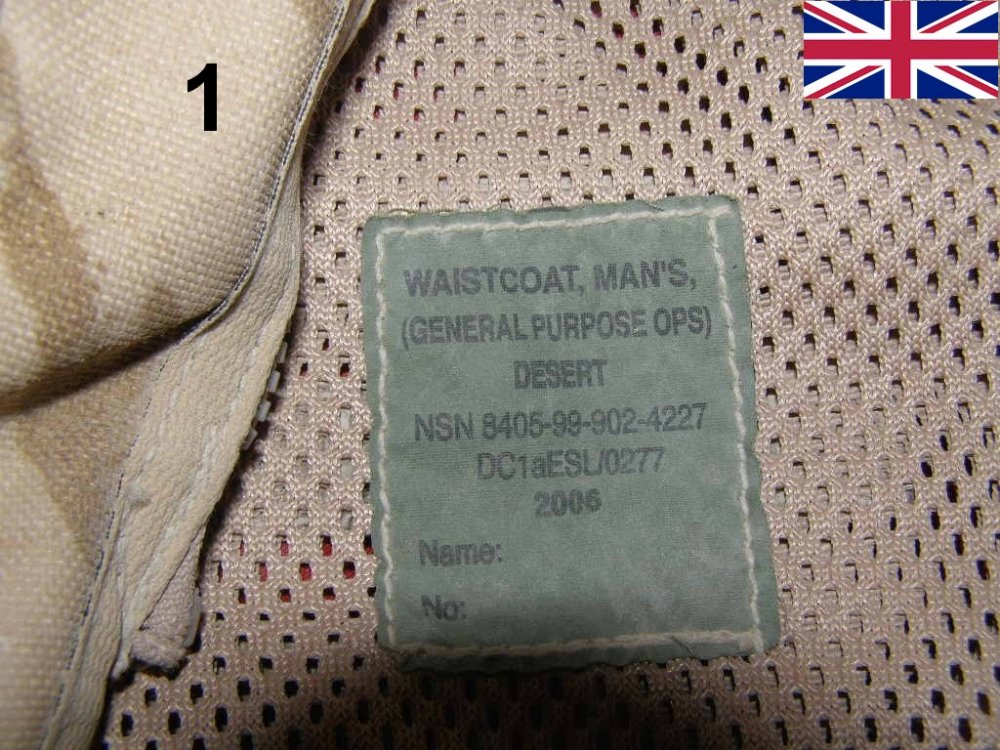 1
WAISTCOAT, MAN'S,
(GENERAL PURPOSE OPS)
DESERT
NSN 8405-99-902-4227
DC1aESL/0277
2006
Name:
No: